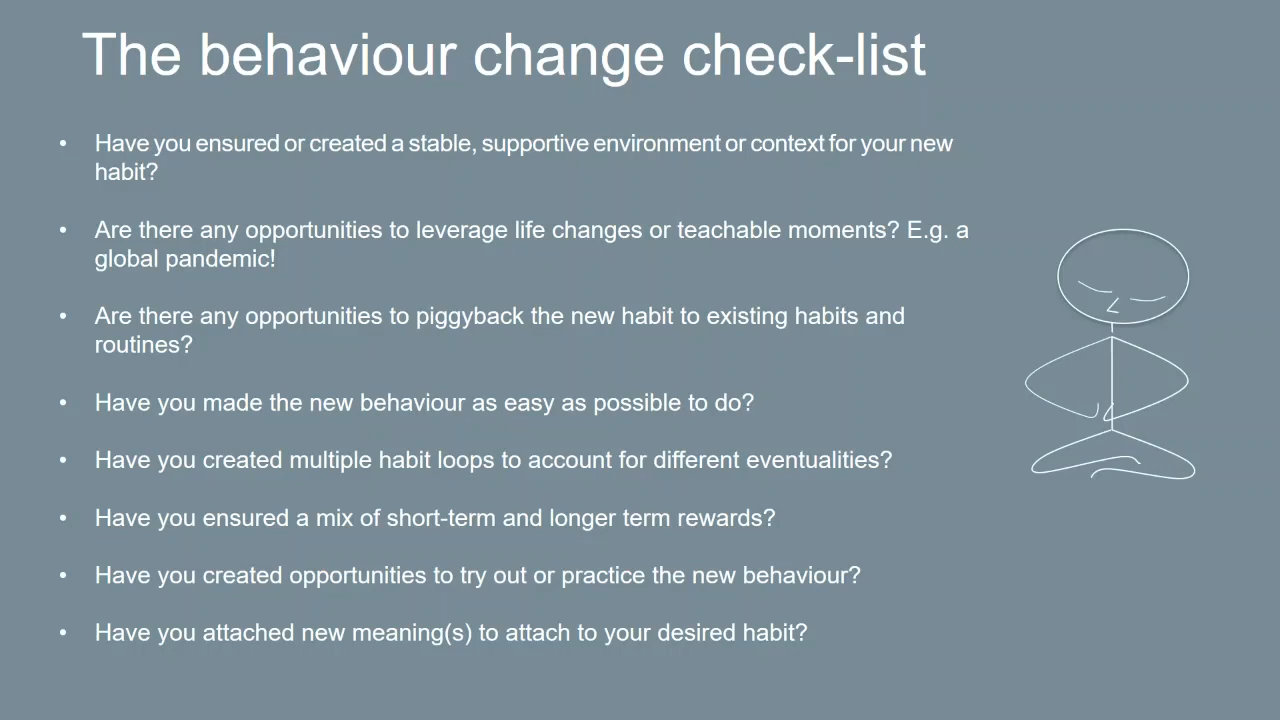 The behaviour change check-list
• Have you ensured or created a stable, supportive environment or context for your new
habit?
• Are there any opportunities to leverage life changes or teachable moments? E.g. a
global pandemic!
• Are there any opportunities to piggyback the new habit to existing habits and
routines?
• Have you made the new behaviour as easy as possible to do?
• Have you created multiple habit loops to account for different eventualities?
• Have you ensured a mix of short-term and longer term rewards?
• Have you created opportunities to try out or practice the new behaviour?
• Have you attached new meaning(s) to attach to your desired habit?